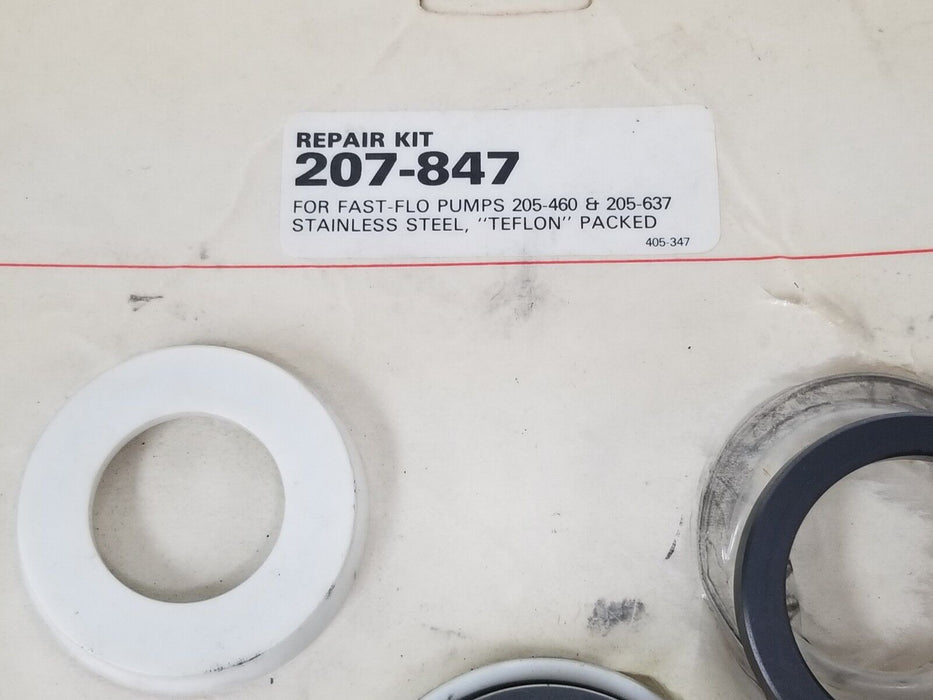 REPAIR KIT
207-847
FOR FAST-FLO PUMPS 205-460 & 205-637
STAINLESS STEEL, "TEFLON" PACKED
405-347